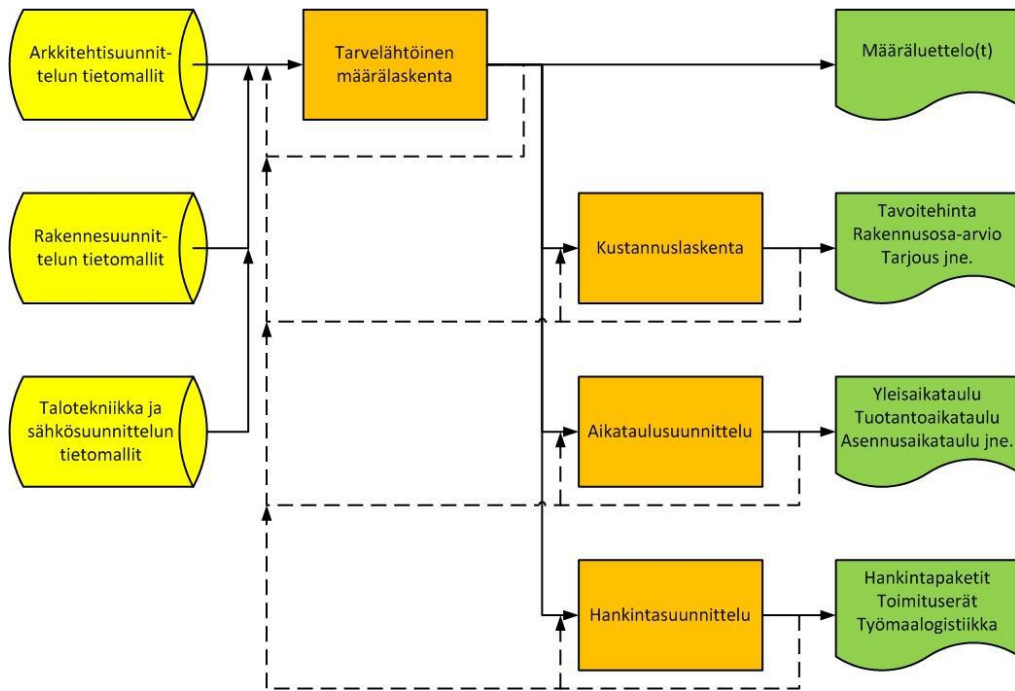 Arkkitehtisuunnit-
telun tietomallit
Tarvelähtöinen
määrälaskenta
Määräluettelo(t)
Rakennesuunnit-
telun tietomallit
Kustannuslaskenta
Tavoitehinta
Rakennusosa-arvio
Tarjous jne.
Talotekniikka ja
sähkösuunnittelun
tietomallit
Aikataulusuunnittelu
Yleisaikataulu
Tuotantoaikataulu
Asennusaikataulu jne.
Hankintasuunnittelu
Hankintapaketit
Toimituserät
Työmaalogistiikka